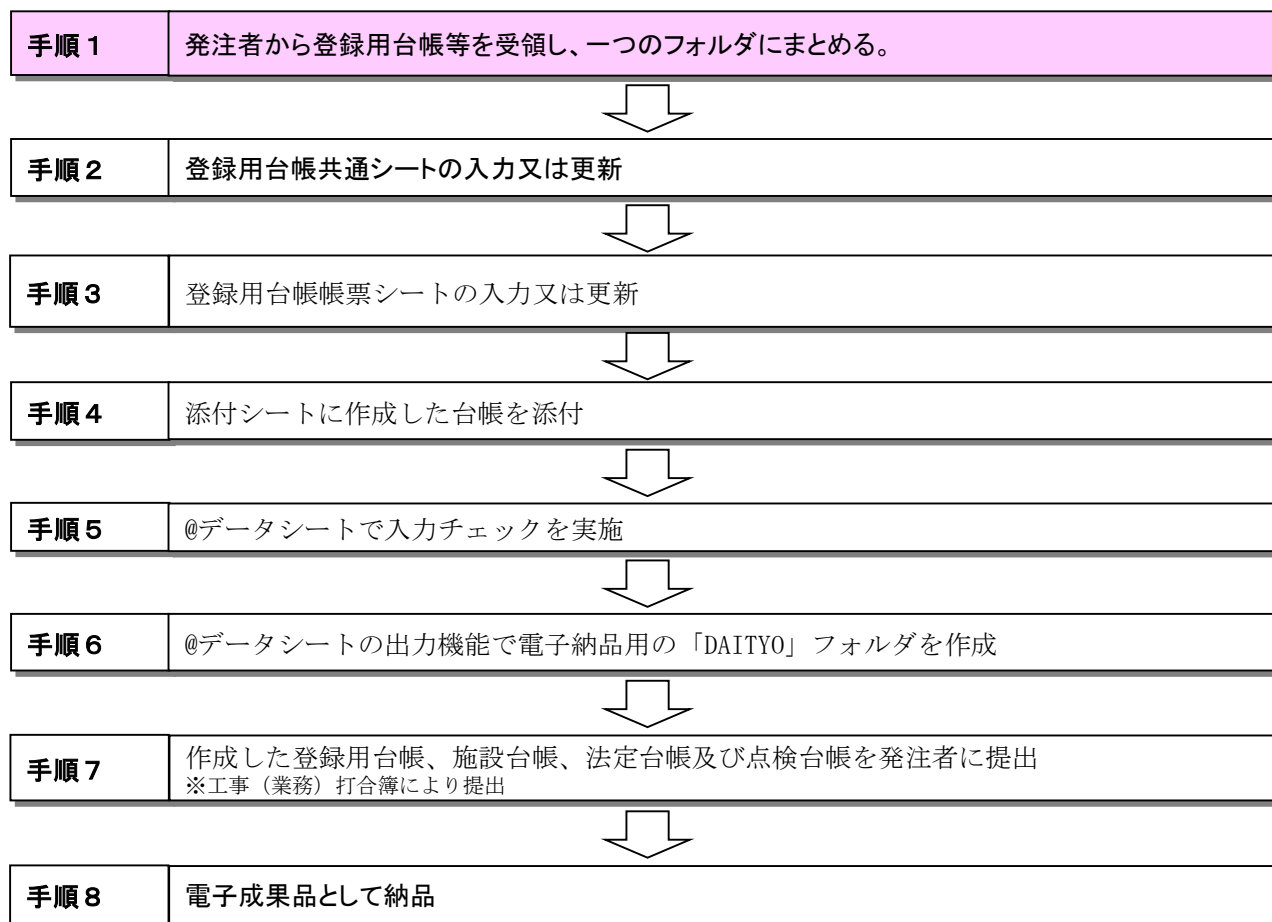 手順１ 発注者から登録用台帳等を受領し、一つのフォルダにまとめる。
手順２ 登録用台帳共通シートの入力又は更新
手順３ 登録用台帳帳票シートの入力又は更新
手順４ 添付シートに作成した台帳を添付
手順５ @データシートで入力チェックを実施
手順６ @データシートの出力機能で電子納品用の「DAITYO」フォルダを作成
手順７ 作成した登録用台帳、施設台帳、法定台帳及び点検台帳を発注者に提出
※工事（業務）打合簿により提出
手順８ 電子成果品として納品